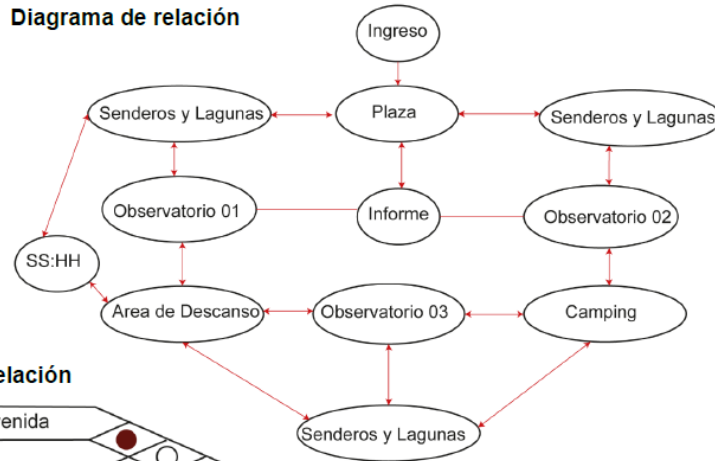 Diagrama de relación
Ingreso
Senderos y Lagunas
Plaza
Senderos y Lagunas
Observatorio 01
Informe
Observatorio 02
SS:HH
Area de Descanso
Observatorio 03
Camping
elación
Senderos y Lagunas
enida